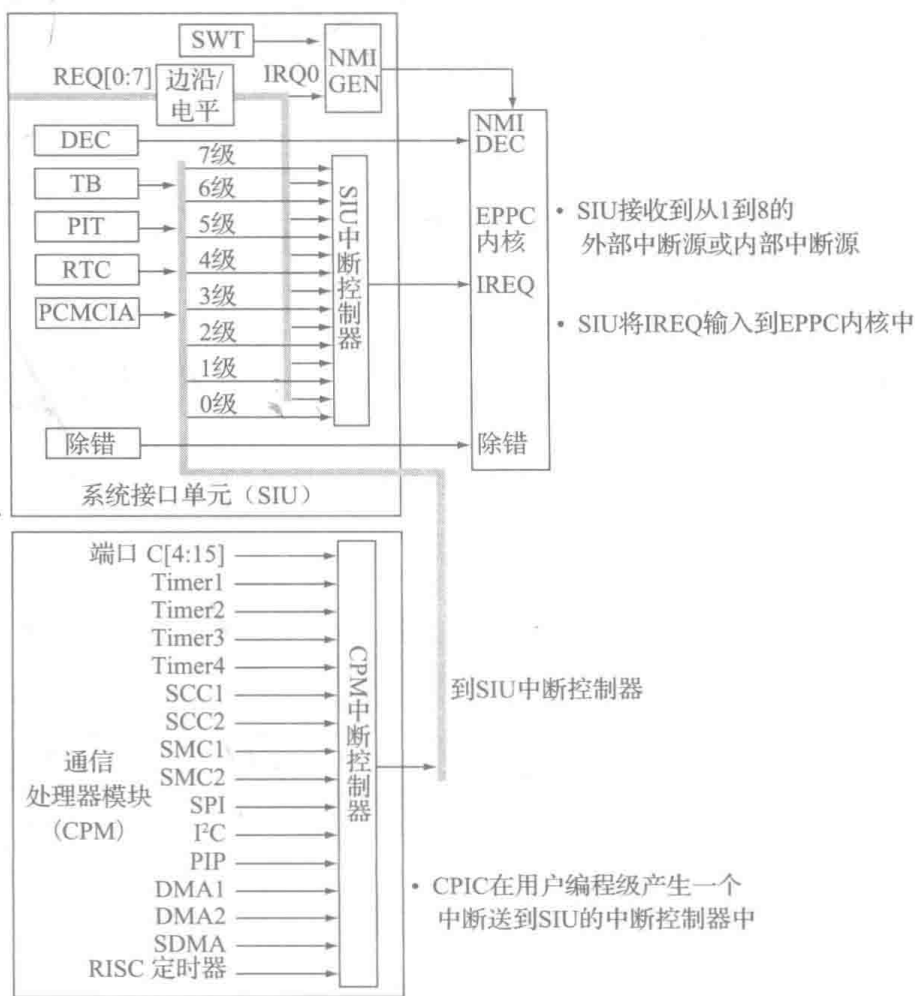 SWT
NMI
GEN
REQ[0:7]
边沿/
电平
IRQ0
DEC
TB
PIT
RTC
PCMCIA
7级
6级
5级
4级
3级
2级
1级
0级
SIU中断控制器
NMI
DEC
EPPC
内核
IREQ
除错
除错
系统接口单元（SIU）
• SIU接收到从1到8的
外部中断源或内部中断源
• SIU将IREQ输入到EPPC内核中
端口 C[4:15]
Timer1
Timer2
Timer3
Timer4
SCC1
SCC2
SMC1
SMC2
SPI
I²C
PIP
DMA1
DMA2
SDMA
RISC 定时器
通信
处理器模块
（CPM）
CPM中断控制器
到SIU中断控制器
• CPIC在用户编程级产生一个
中断送到SIU的中断控制器中